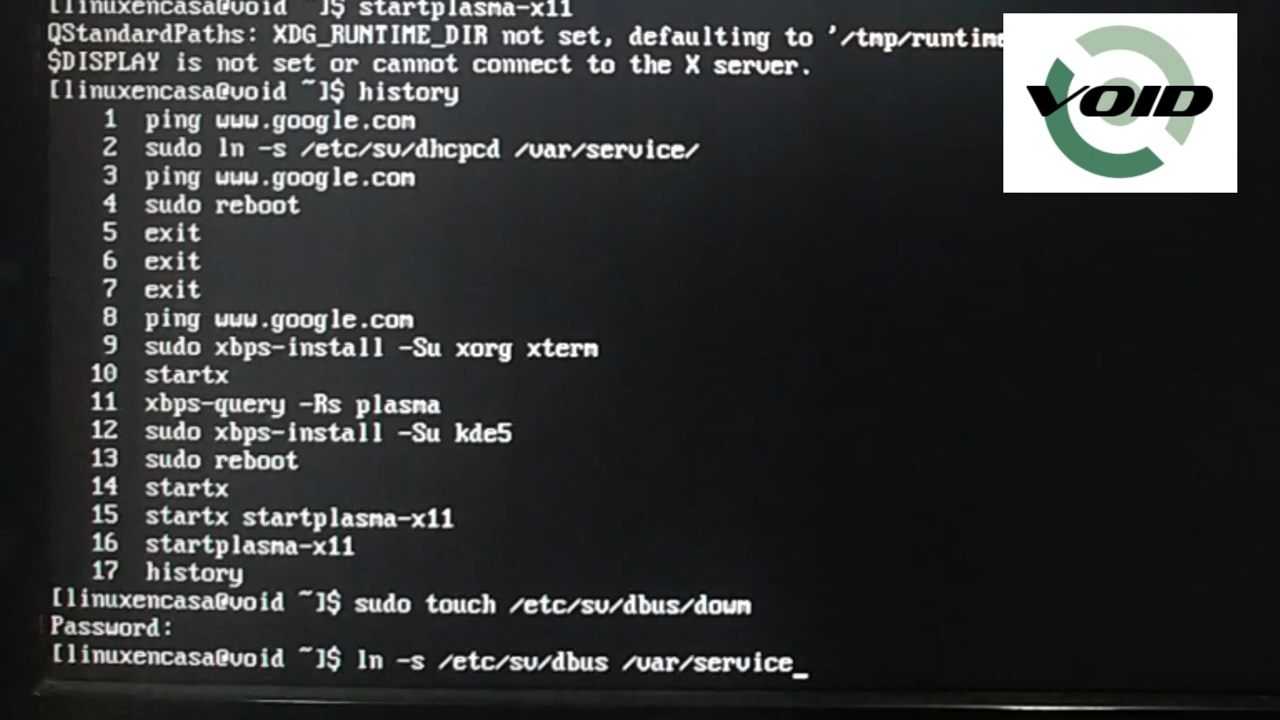 [linuxencasa@void ~]$ startplasma-x11
QStandardPaths: XDG_RUNTIME_DIR not set, defaulting to '/tmp/runtime
$DISPLAY is not set or cannot connect to the X server.
[linuxencasa@void ~]$ history
1 ping www.google.com
2 sudo ln -s /etc/sv/dhcpcd /var/service/
3 ping www.google.com
4 sudo reboot
5 exit
6 exit
7 exit
8 ping www.google.com
9 sudo xbps-install -Su xorg xterm
10 startx
11 xbps-query -Rs plasma
12 sudo xbps-install -Su kde5
13 sudo reboot
14 startx
15 startx startplasma-x11
16 startplasma-x11
17 history
[linuxencasa@void ~]$ sudo touch /etc/sv/dbus/down
Password:
[linuxencasa@void ~]$ ln -s /etc/sv/dbus /var/service_
VOID